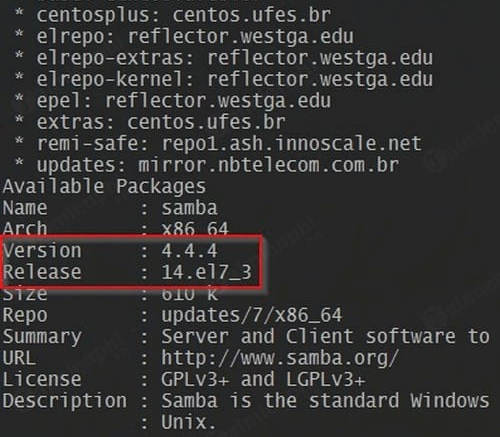 * centosplus: centos.ufes.br
* elrepo: reflector.westga.edu
* elrepo-extras: reflector.westga.edu
* elrepo-kernel: reflector.westga.edu
* epel: reflector.westga.edu
* extras: centos.ufes.br
* remi-safe: repo1.ash.innoscale.net
* updates: mirror.nbtelecom.com.br
Available Packages
Name : samba
Arch : x86_64
Version : 4.4.4
Release : 14.el7_3
Size : 610 k
Repo : updates/7/x86_64
Summary : Server and Client software to
URL : http://www.samba.org/
License : GPLv3+ and LGPLv3+
Description : Samba is the standard Windows
: Unix.